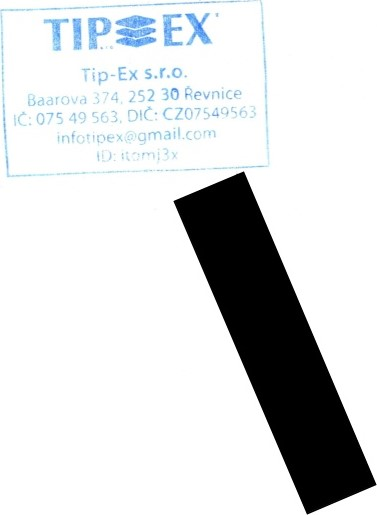 TIP EX
s.r.o.
Tip-Ex s.r.o.
Baarova 374, 252 30 Řevnice
IČ: 075 49 563, DIČ: CZ07549563
infotipex@gmail.com
ID: itomj3x